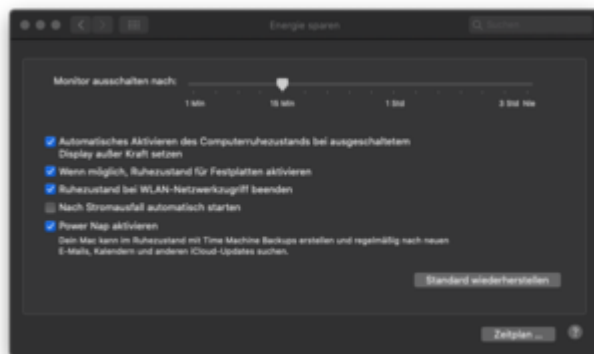 Energie sparen
Suchen
Monitor ausschalten nach:
1 Min 15 Min 1 Std 3 Std Nie
Automatisches Aktivieren des Computerruhezustands bei ausgeschaltetem
Display außer Kraft setzen
Wenn möglich, Ruhezustand für Festplatten aktivieren
Ruhezustand bei WLAN-Netzwerkzugriff beenden
Nach Stromausfall automatisch starten
Power Nap aktivieren
Dein Mac kann im Ruhezustand mit Time Machine Backups erstellen und regelmäßig nach neuen
E-Mails, Kalendern und anderen iCloud-Updates suchen.
Standard wiederherstellen
Zeitplan ... ?